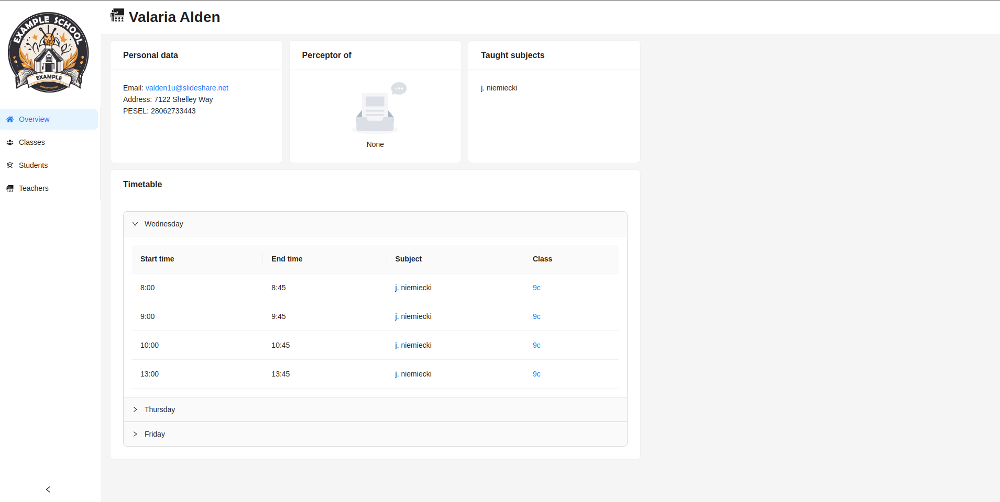 EXAMPLE SCHOOL
EXAMPLE
PRIMARY SCHOOL
Valaria Alden
Overview
Classes
Students
Teachers
Personal data
Email: valden1u@slideshare.net
Address: 7122 Shelley Way
PESEL: 28062733443
Perceptor of
None
Taught subjects
j. niemiecki
Timetable
Wednesday
Start time End time Subject Class
8:00 8:45 j. niemiecki 9c
9:00 9:45 j. niemiecki 9c
10:00 10:45 j. niemiecki 9c
13:00 13:45 j. niemiecki 9c
Thursday
Friday